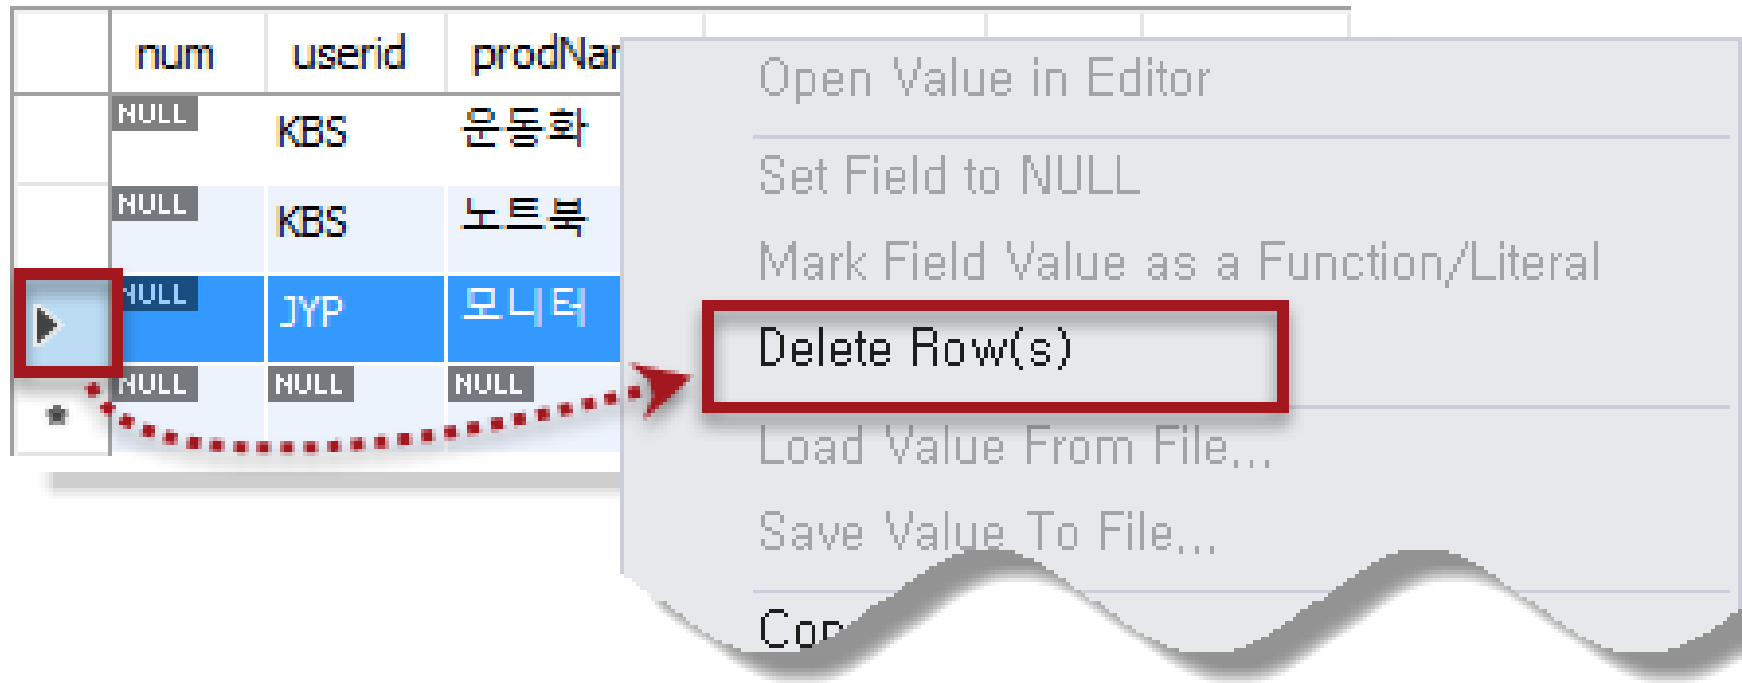 num userid prodNar
NULL KBS 운동화
NULL KBS 노트북
NULL JYP 모니터
NULL NULL NULL
*
Open Value in Editor
Set Field to NULL
Mark Field Value as a Function/Literal
Delete Row(s)
Load Value From File...
Save Value To File...